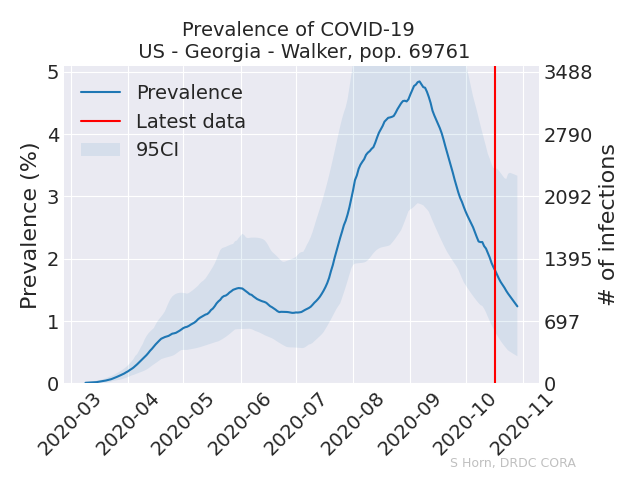 Prevalence of COVID-19
US - Georgia - Walker, pop. 69761
Prevalence
Latest data
95CI
Prevalence (%)
5
4
3
2
1
0
3488
2790
2092
1395
697
0
# of infections
2020-03
2020-04
2020-05
2020-06
2020-07
2020-08
2020-09
2020-10
2020-11
S Horn, DRDC CORA